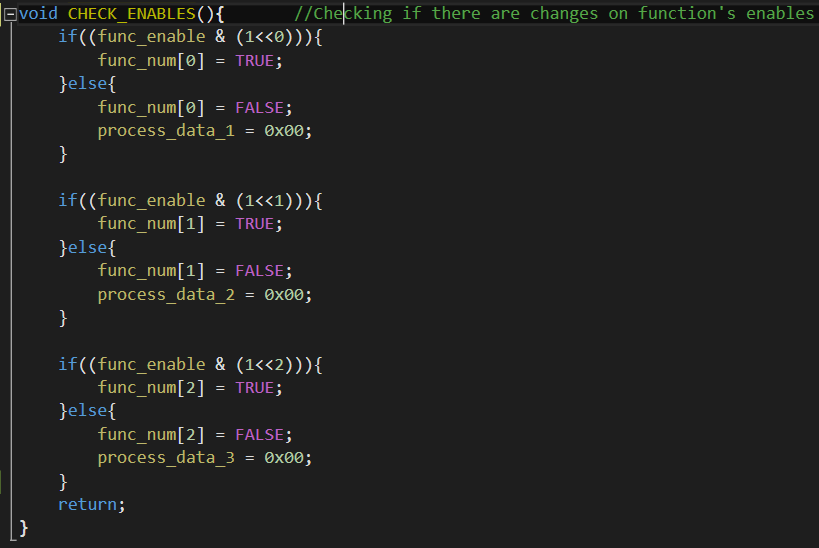 void CHECK_ENABLES(){       //Checking if there are changes on function's enables
    if((func_enable & (1<<0))){
        func_num[0] = TRUE;
    }else{
        func_num[0] = FALSE;
        process_data_1 = 0x00;
    }

    if((func_enable & (1<<1))){
        func_num[1] = TRUE;
    }else{
        func_num[1] = FALSE;
        process_data_2 = 0x00;
    }

    if((func_enable & (1<<2))){
        func_num[2] = TRUE;
    }else{
        func_num[2] = FALSE;
        process_data_3 = 0x00;
    }
    return;
}